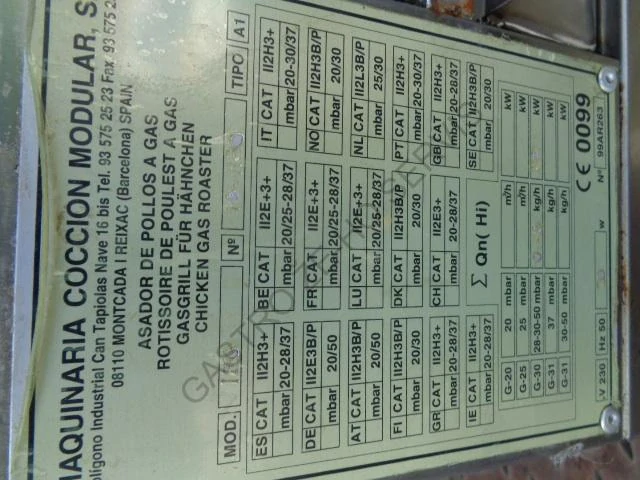 MAQUINARIA COCCION MODULAR, S
Polígono Industrial Can Tapiolas Nave 16 bis Tel. 93 575 25 23 Fax. 93 575 2
08110 MONTCADA I REIXAC (Barcelona) SPAIN
ASADOR DE POLLOS A GAS
ROTISSOIRE DE POULEST A GAS
GASGRILL FÜR HÄHNCHEN
CHICKEN GAS ROASTER
MOD. Nº TIPO A1
ES CAT II2H3+ BE CAT II2E+3+ IT CAT II2H3+
mbar 20-28/37 mbar 20/25-28/37 mbar 20-30/37
DE CAT II2E3B/P FR CAT II2E+3+ NO CAT II2H3B/P
mbar 20/50 mbar 20/25-28/37 mbar 20/30
AT CAT II2H3B/P LU CAT II2E+3+ NL CAT II2L3B/P
mbar 20/50 mbar 20/25-28/37 mbar 25/30
FI CAT II2H3B/P DK CAT II2H3B/P PT CAT II2H3+
mbar 20/30 mbar 20/30 mbar 20-30/37
GR CAT II2H3+ CH CAT II2E3+ GB CAT II2H3+
mbar 20-28/37 mbar 20-28/37 mbar 20-28/37
IE CAT II2H3+ Σ Qn( Hi) SE CAT II2H3B/P
mbar 20-28/37 mbar 20/30
G-20 20 mbar m³/h kW
G-25 25 mbar m³/h kW
G-30 28-30-50 mbar kg/h kW
G-31 37 mbar kg/h kW
G-31 30-50 mbar kg/h kW
CE 0099
V 230 Hz 50 W Nº 99AR263